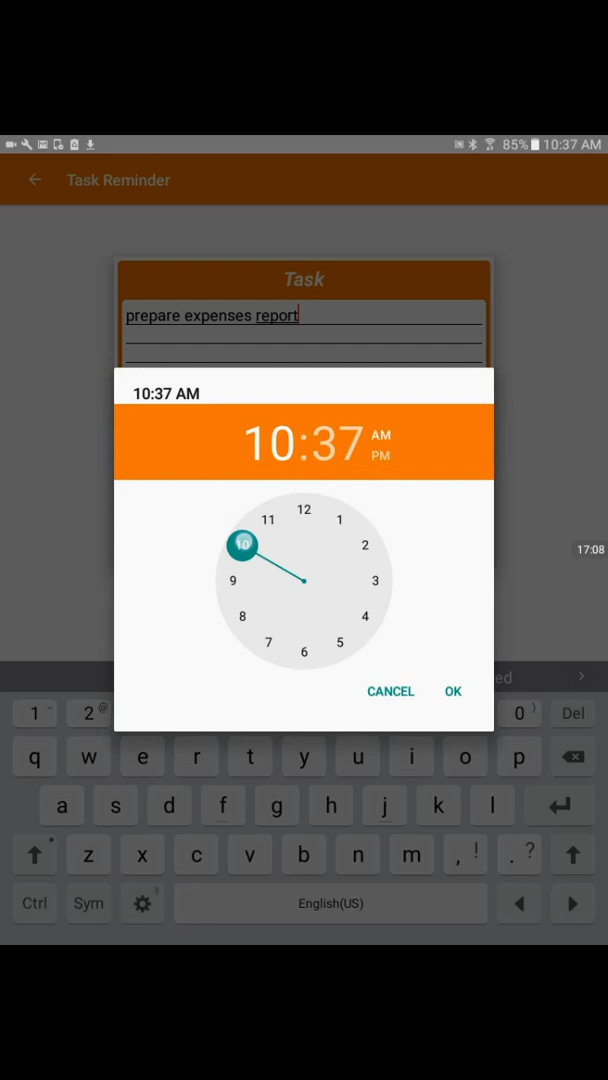 85% 10:37 AM
Task Reminder
Task
prepare expenses report
10:37 AM
10:37
AM
PM
12
11 1
10 2
9 3
8 4
7 5
6
17:08
CANCEL OK
ed
1 - 2 @ 0 ) Del
q w e r t y u i o p
a s d f g h j k l
z x c v b n m , ! . ?
Ctrl Sym English(US)